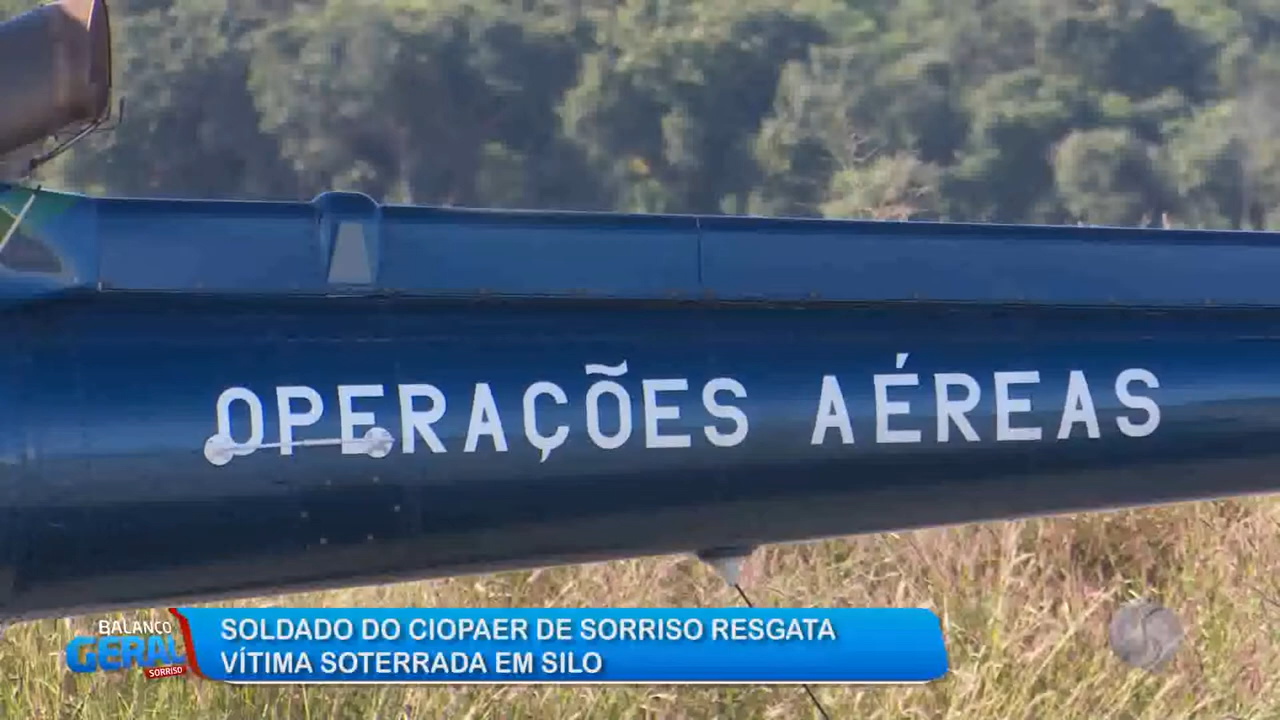 OPERAÇÕES AÉREAS
BALANÇO
GERAL
SORRISO
SOLDADO DO CIOPAER DE SORRISO RESGATA
VÍTIMA SOTERRADA EM SILO